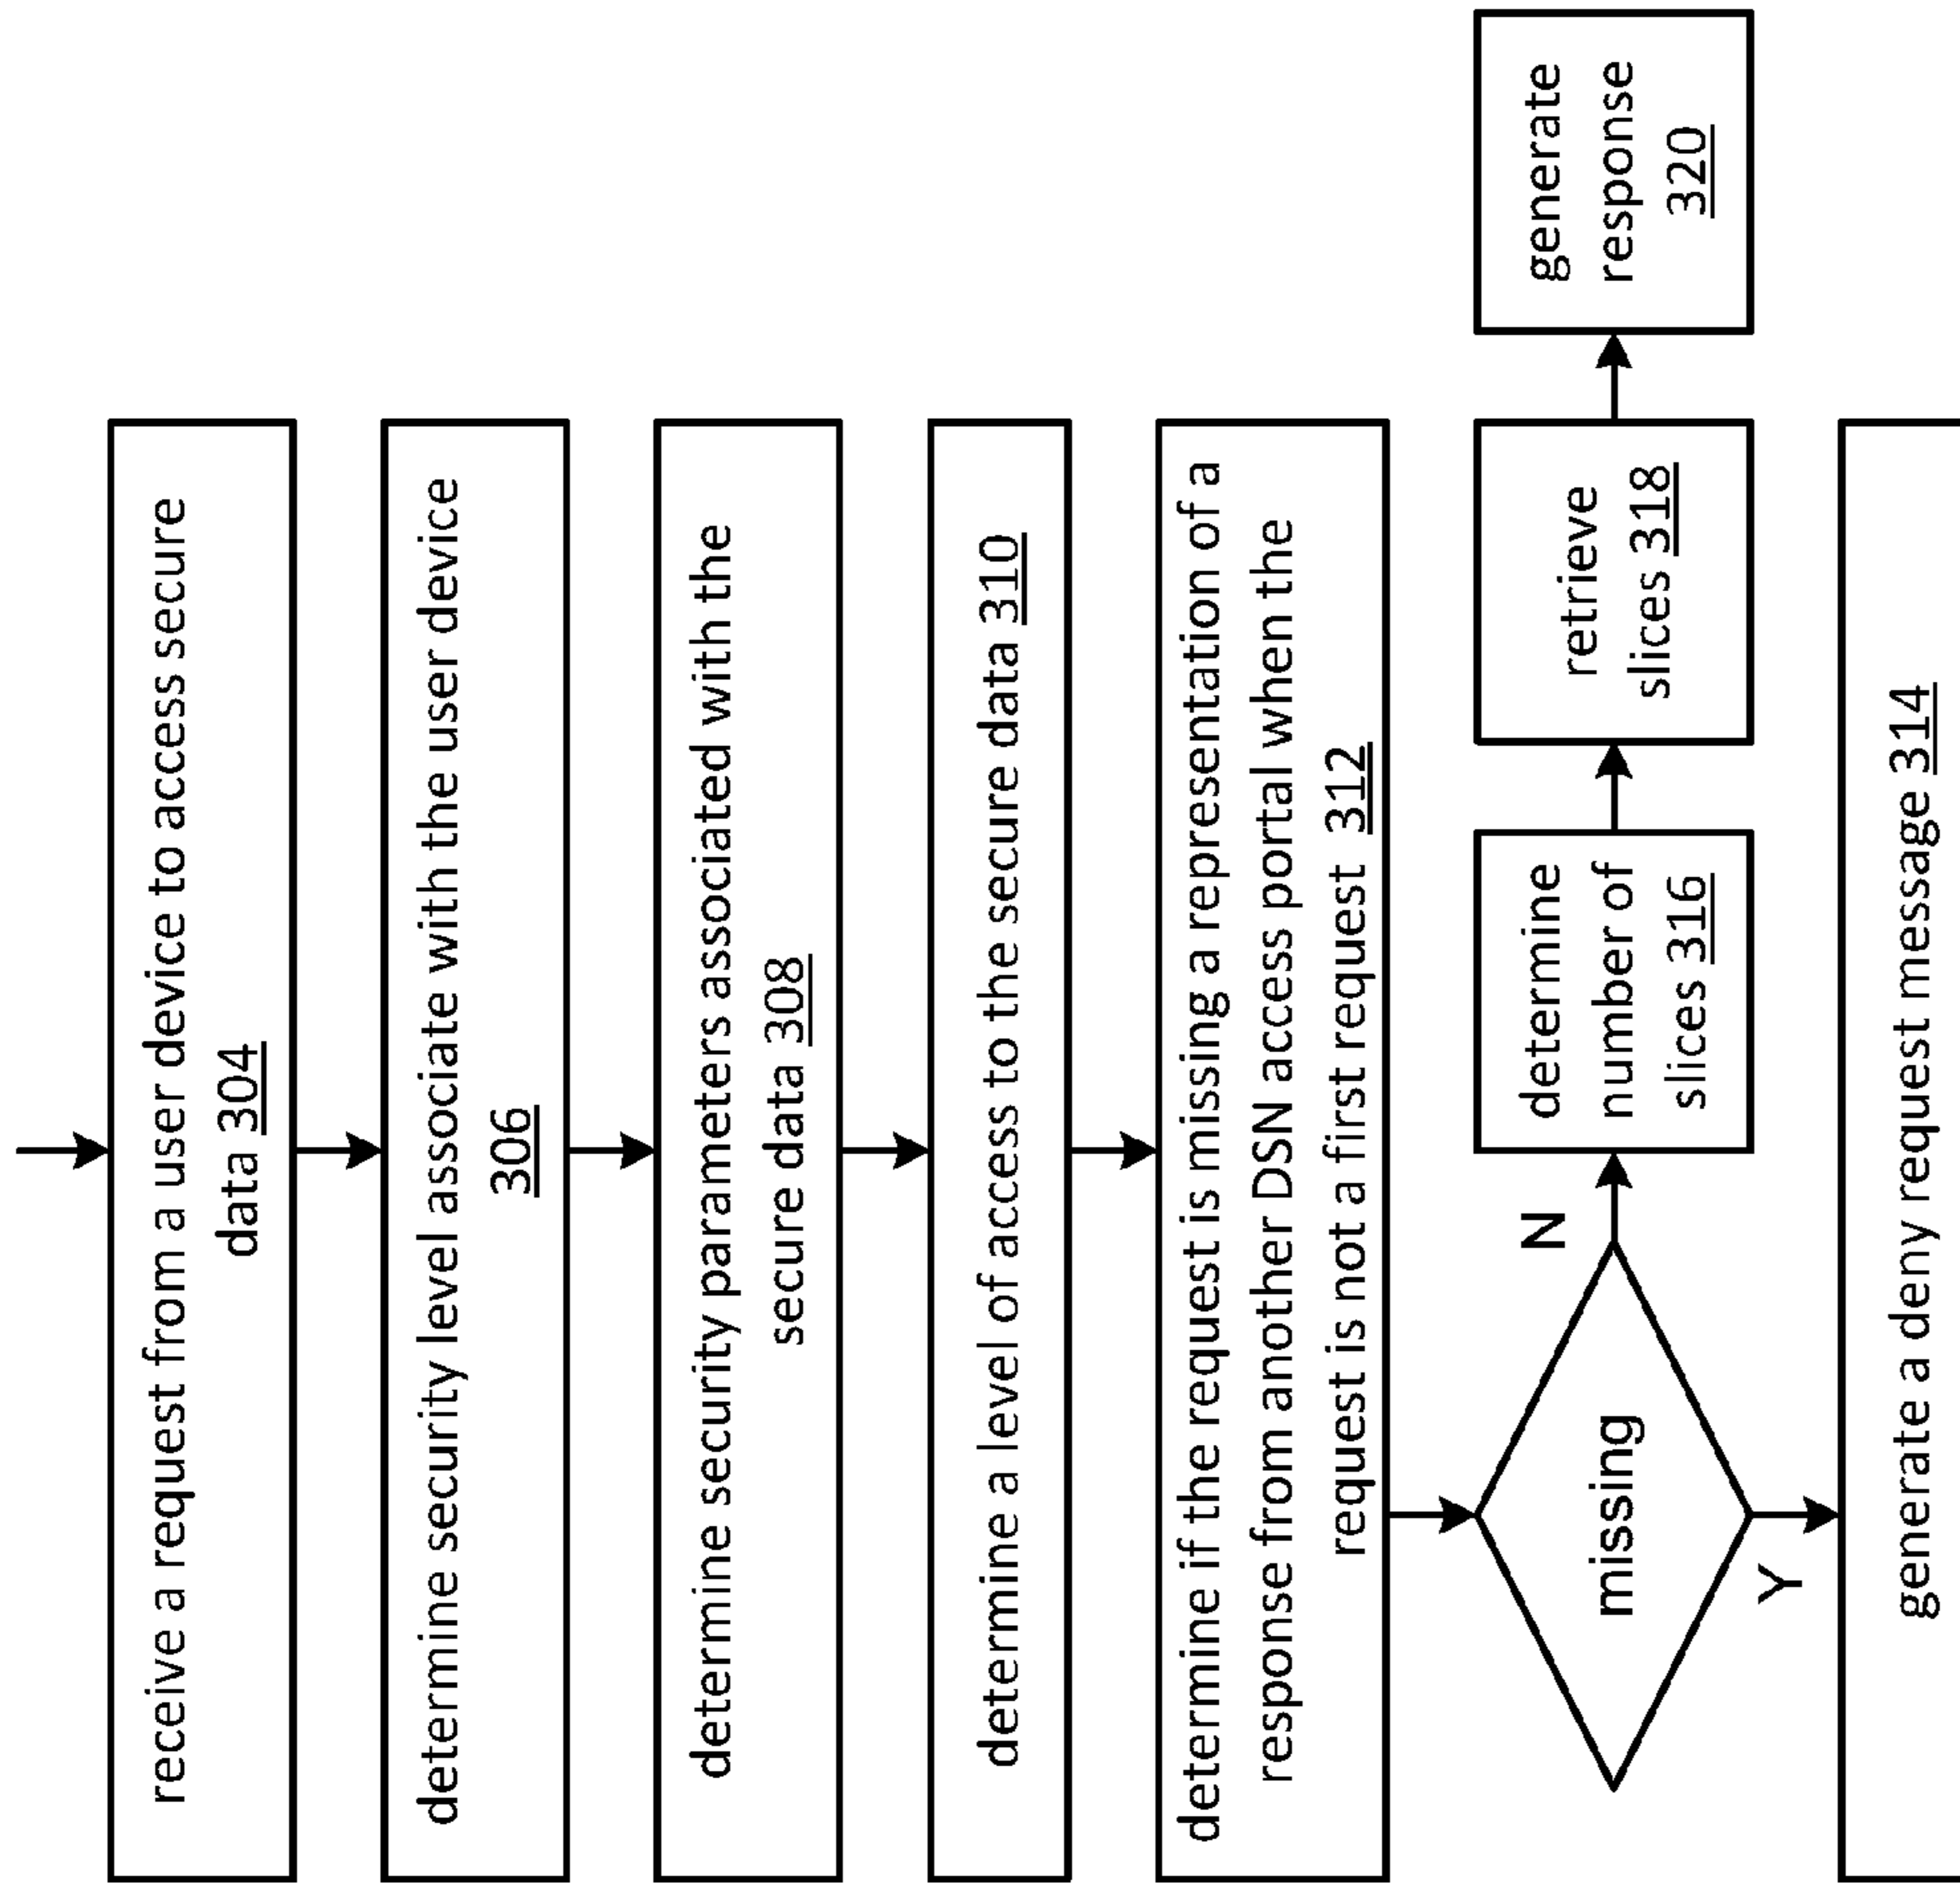 receive a request from a user device to access secure
data 304
determine security level associate with the user device
306
determine security parameters associated with the
secure data 308
determine a level of access to the secure data 310
determine if the request is missing a representation of a
response from another DSN access portal when the
request is not a first request 312
missing
N
Y
determine
number of
slices 316
retrieve
slices 318
generate
response
320
generate a deny request message 314